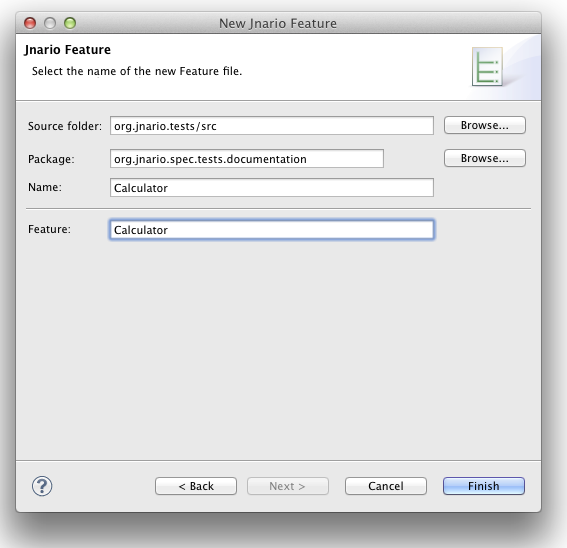 New Jnario Feature
Jnario Feature
Select the name of the new Feature file.
Source folder: org.jnario.tests/src Browse...
Package: org.jnario.spec.tests.documentation Browse...
Name: Calculator
Feature: Calculator
? < Back Next > Cancel Finish